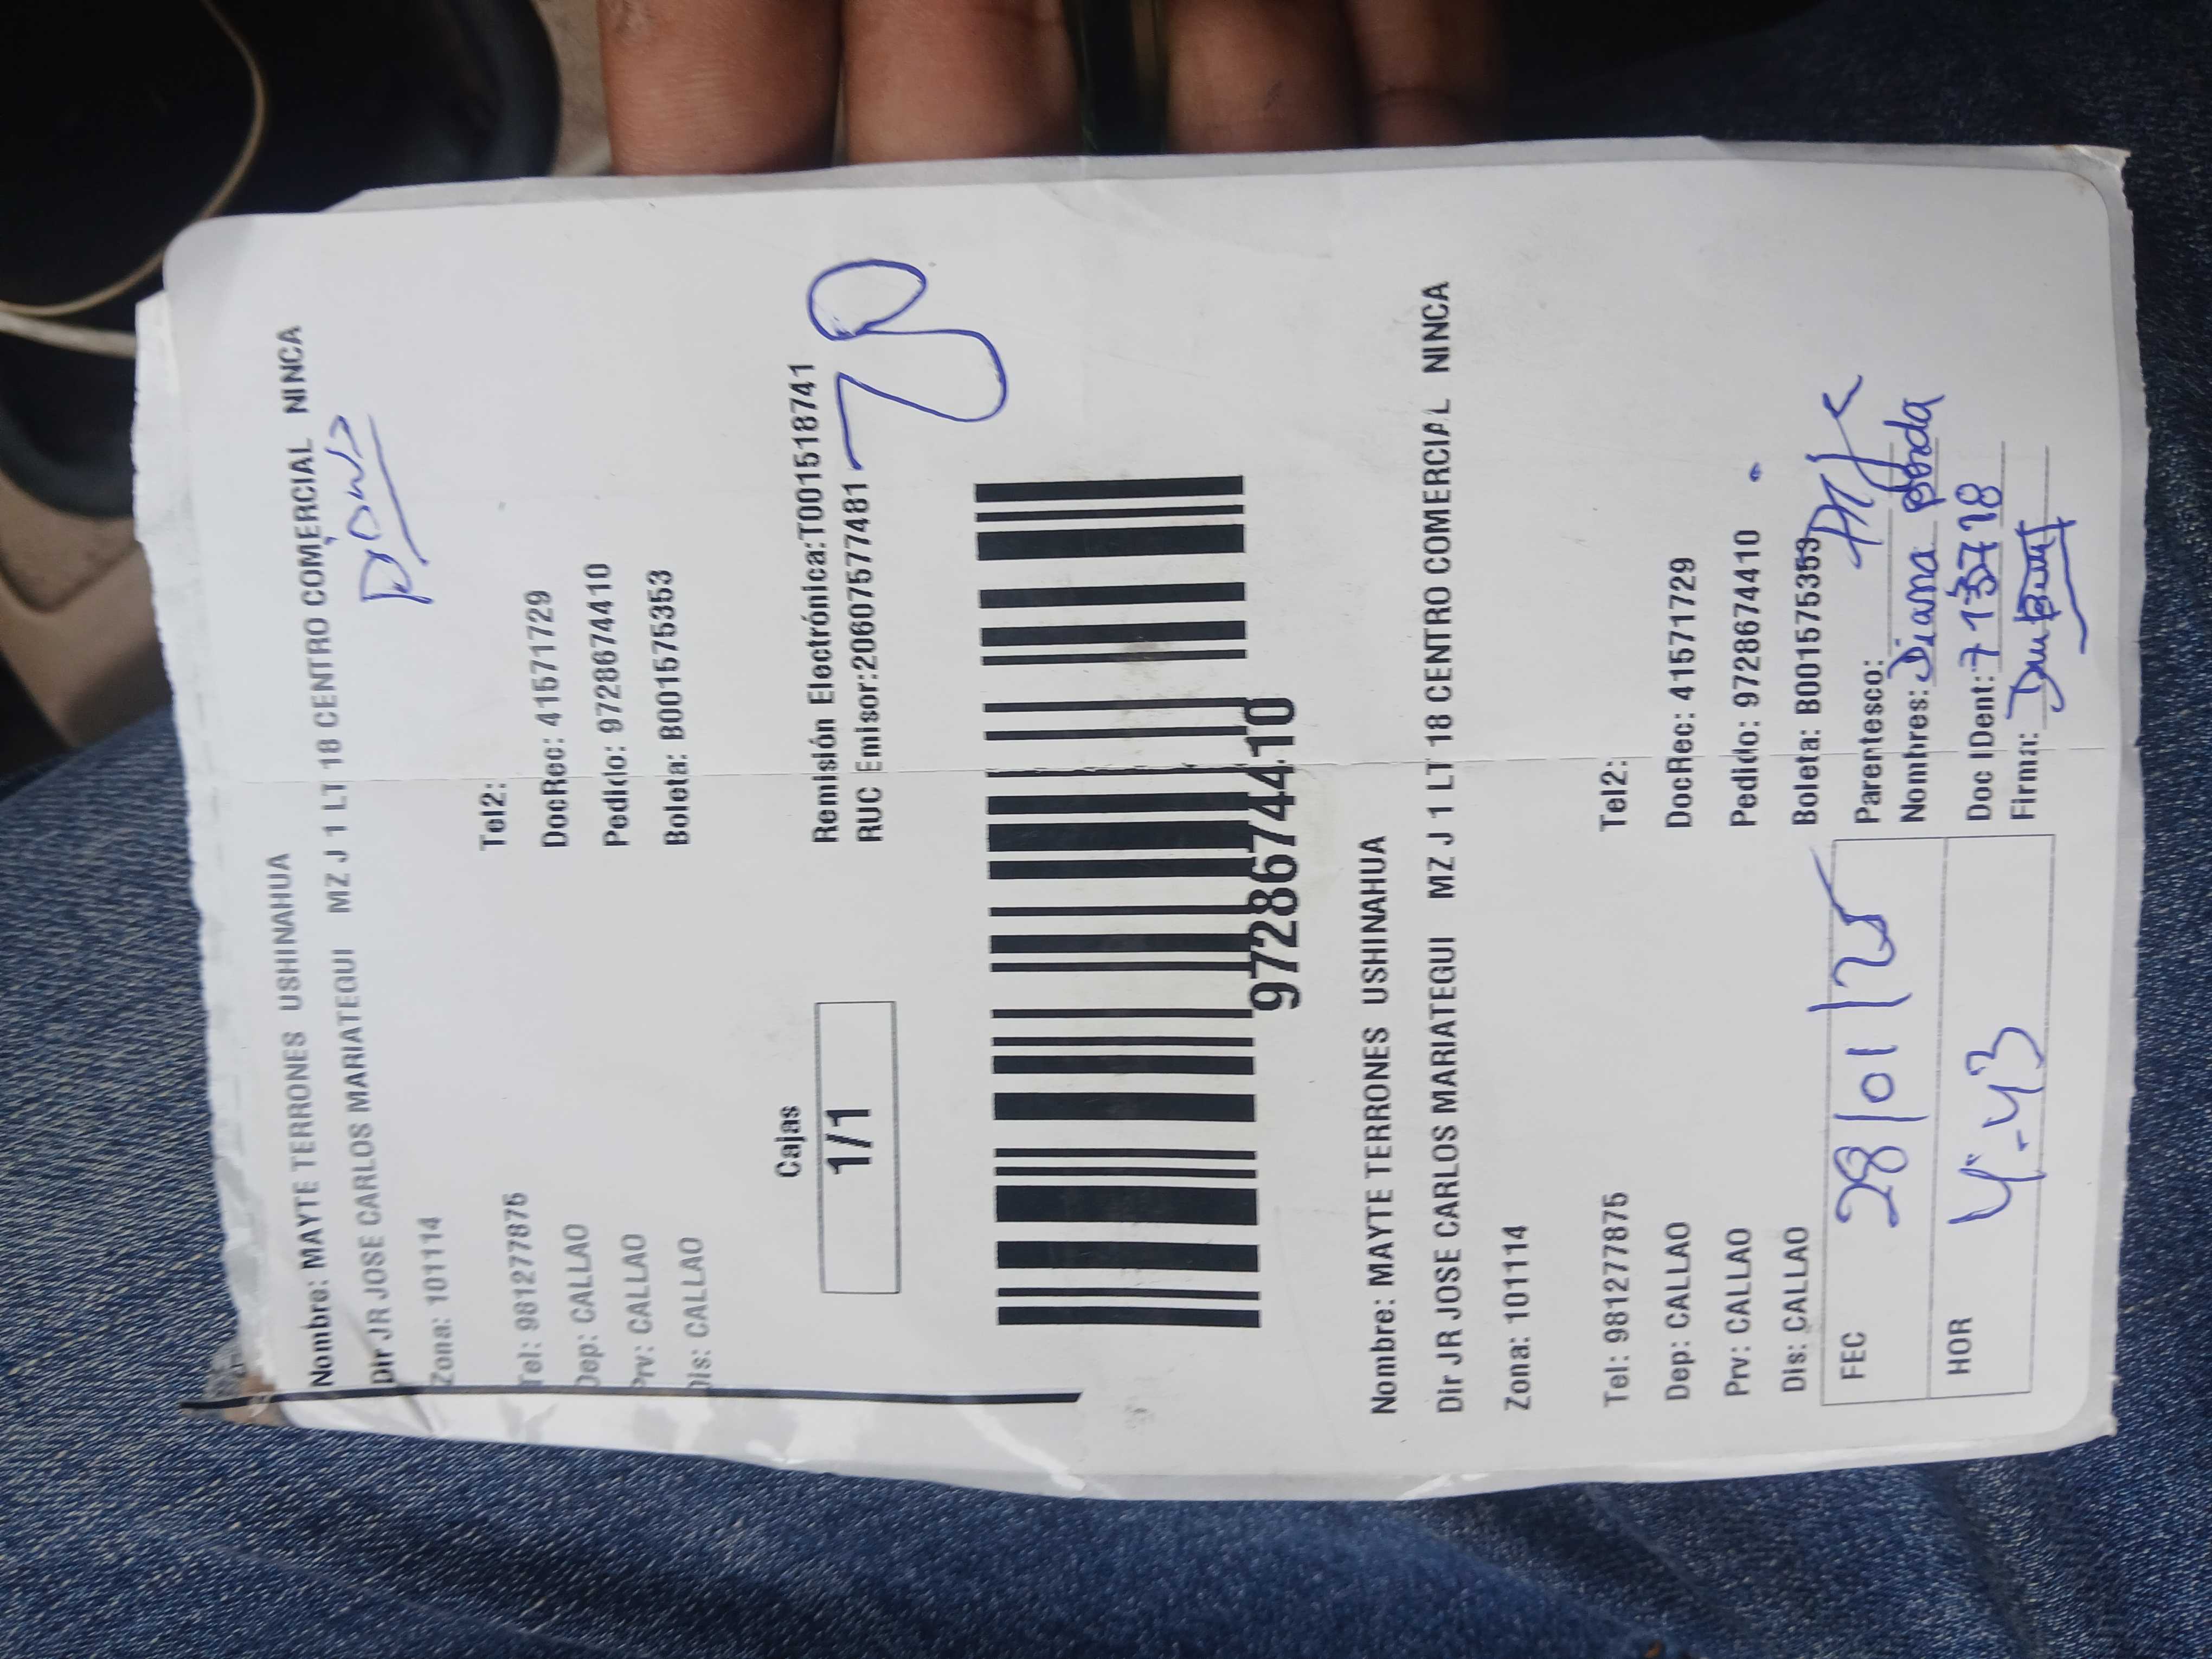 Nombre: MAYTE TERRONES USHINAHUA
Dir JR JOSE CARLOS MARIATEGUI MZ J 1 LT 18 CENTRO COMERCIAL NINCA
Zona: 101114
Tel: 981277875 Tel2:
Dep: CALLAO DocRec: 41571729
Prv: CALLAO Pedido: 972867441​0
Dis: CALLAO Boleta: B001575353
Cajas
1/1
Remisión Electrónica:T001518741
RUC Emisor:20607577481
9728674410
Nombre: MAYTE TERRONES USHINAHUA
Dir JR JOSE CARLOS MARIATEGUI MZ J 1 LT 18 CENTRO COMERCIAL NINCA
Zona: 101114
Tel: 981277875 Tel2:
Dep: CALLAO DocRec: 41571729
Prv: CALLAO Pedido: 9728674410
Dis: CALLAO Boleta: B001575353
FEC 28/01/25 Parentesco:
Nombres: Diana
HOR 4:43 Doc IDent:
Firma: